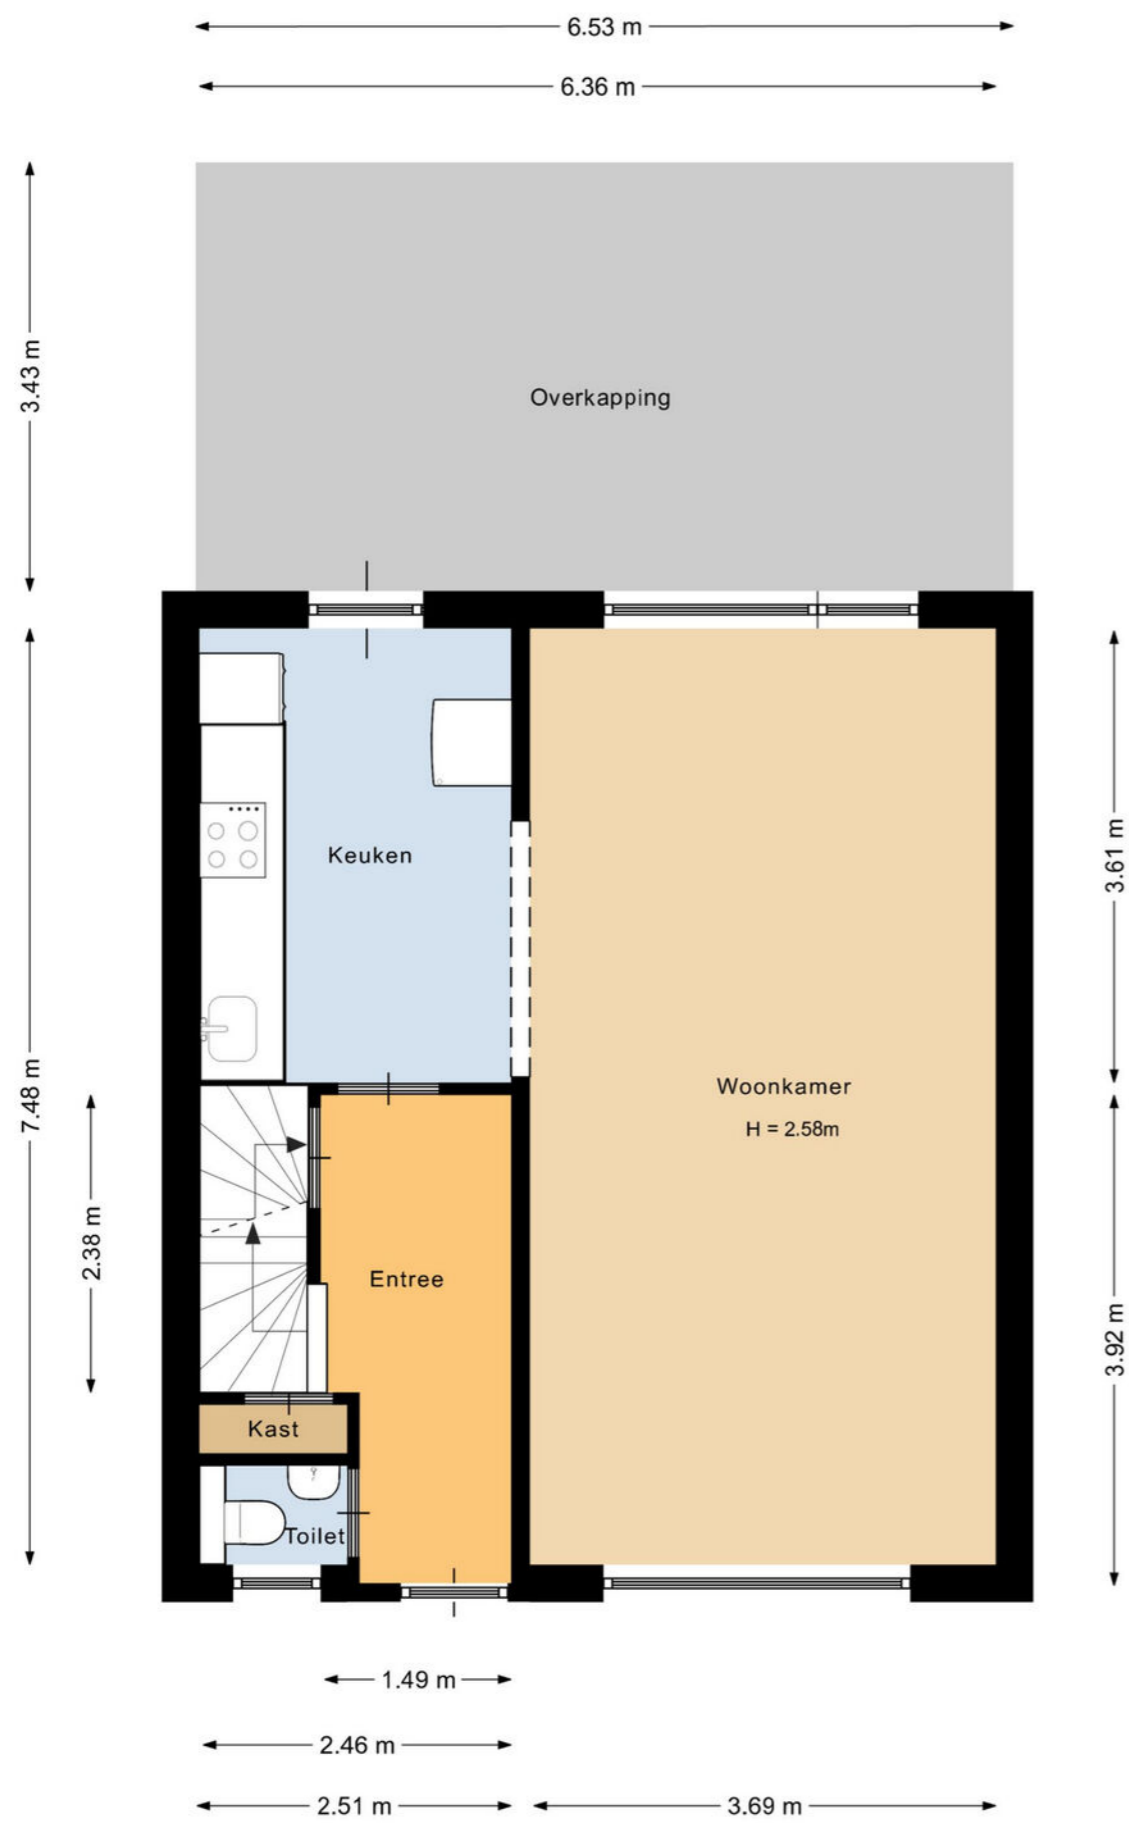 6.53 m
6.36 m
3.43 m
Overkapping
Keuken
3.61 m
7.48 m
Woonkamer
H = 2.58m
2.38 m
Entree
3.92 m
Kast
Toilet
1.49 m
2.46 m
2.51 m
3.69 m